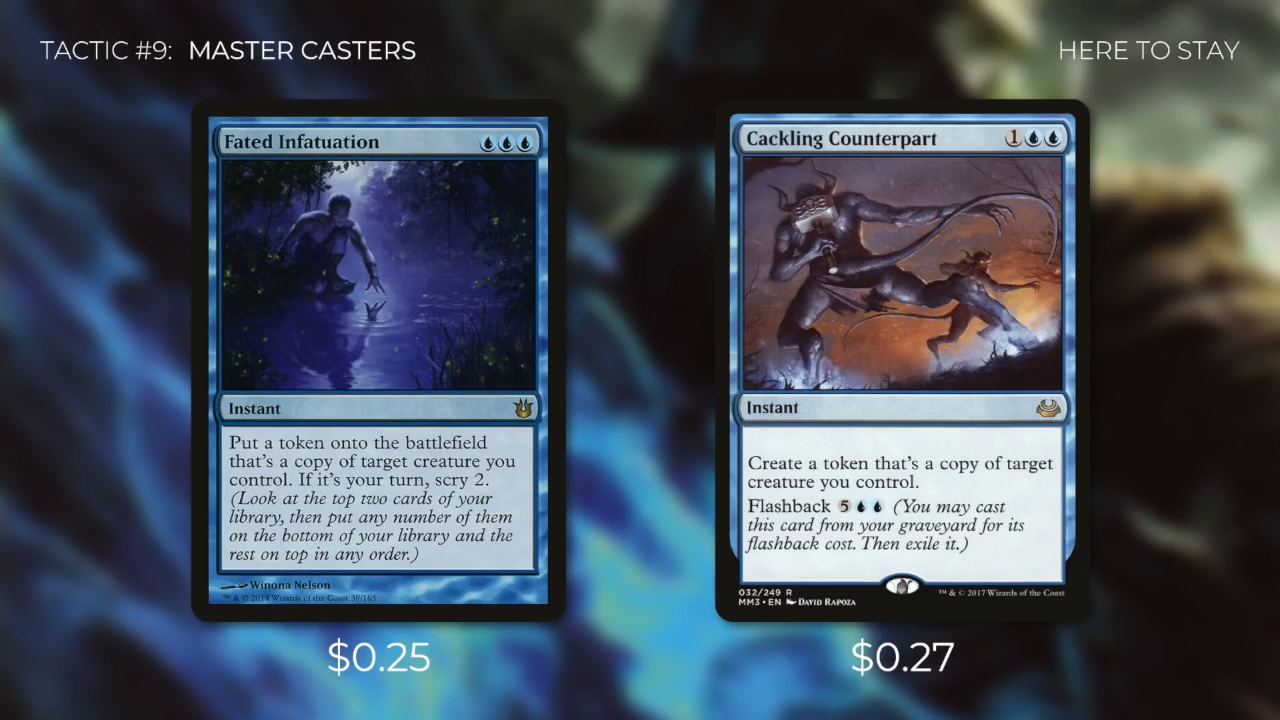 TACTIC #9: MASTER CASTERS
HERE TO STAY
Fated Infatuation
Instant
Put a token onto the battlefield
that's a copy of target creature you
control. If it's your turn, scry 2.
(Look at the top two cards of your
library, then put any number of them
on the bottom of your library and the
rest on top in any order.)
Winona Nelson
™ & © 2014 Wizards of the Coast 39/165
$0.25
Cackling Counterpart
1
Instant
Create a token that's a copy of target
creature you control.
Flashback 5 (You may cast
this card from your graveyard for its
flashback cost. Then exile it.)
032/249 R
MM3 • EN DAVID RAPOZA
™ & © 2017 Wizards of the Coast
$0.27